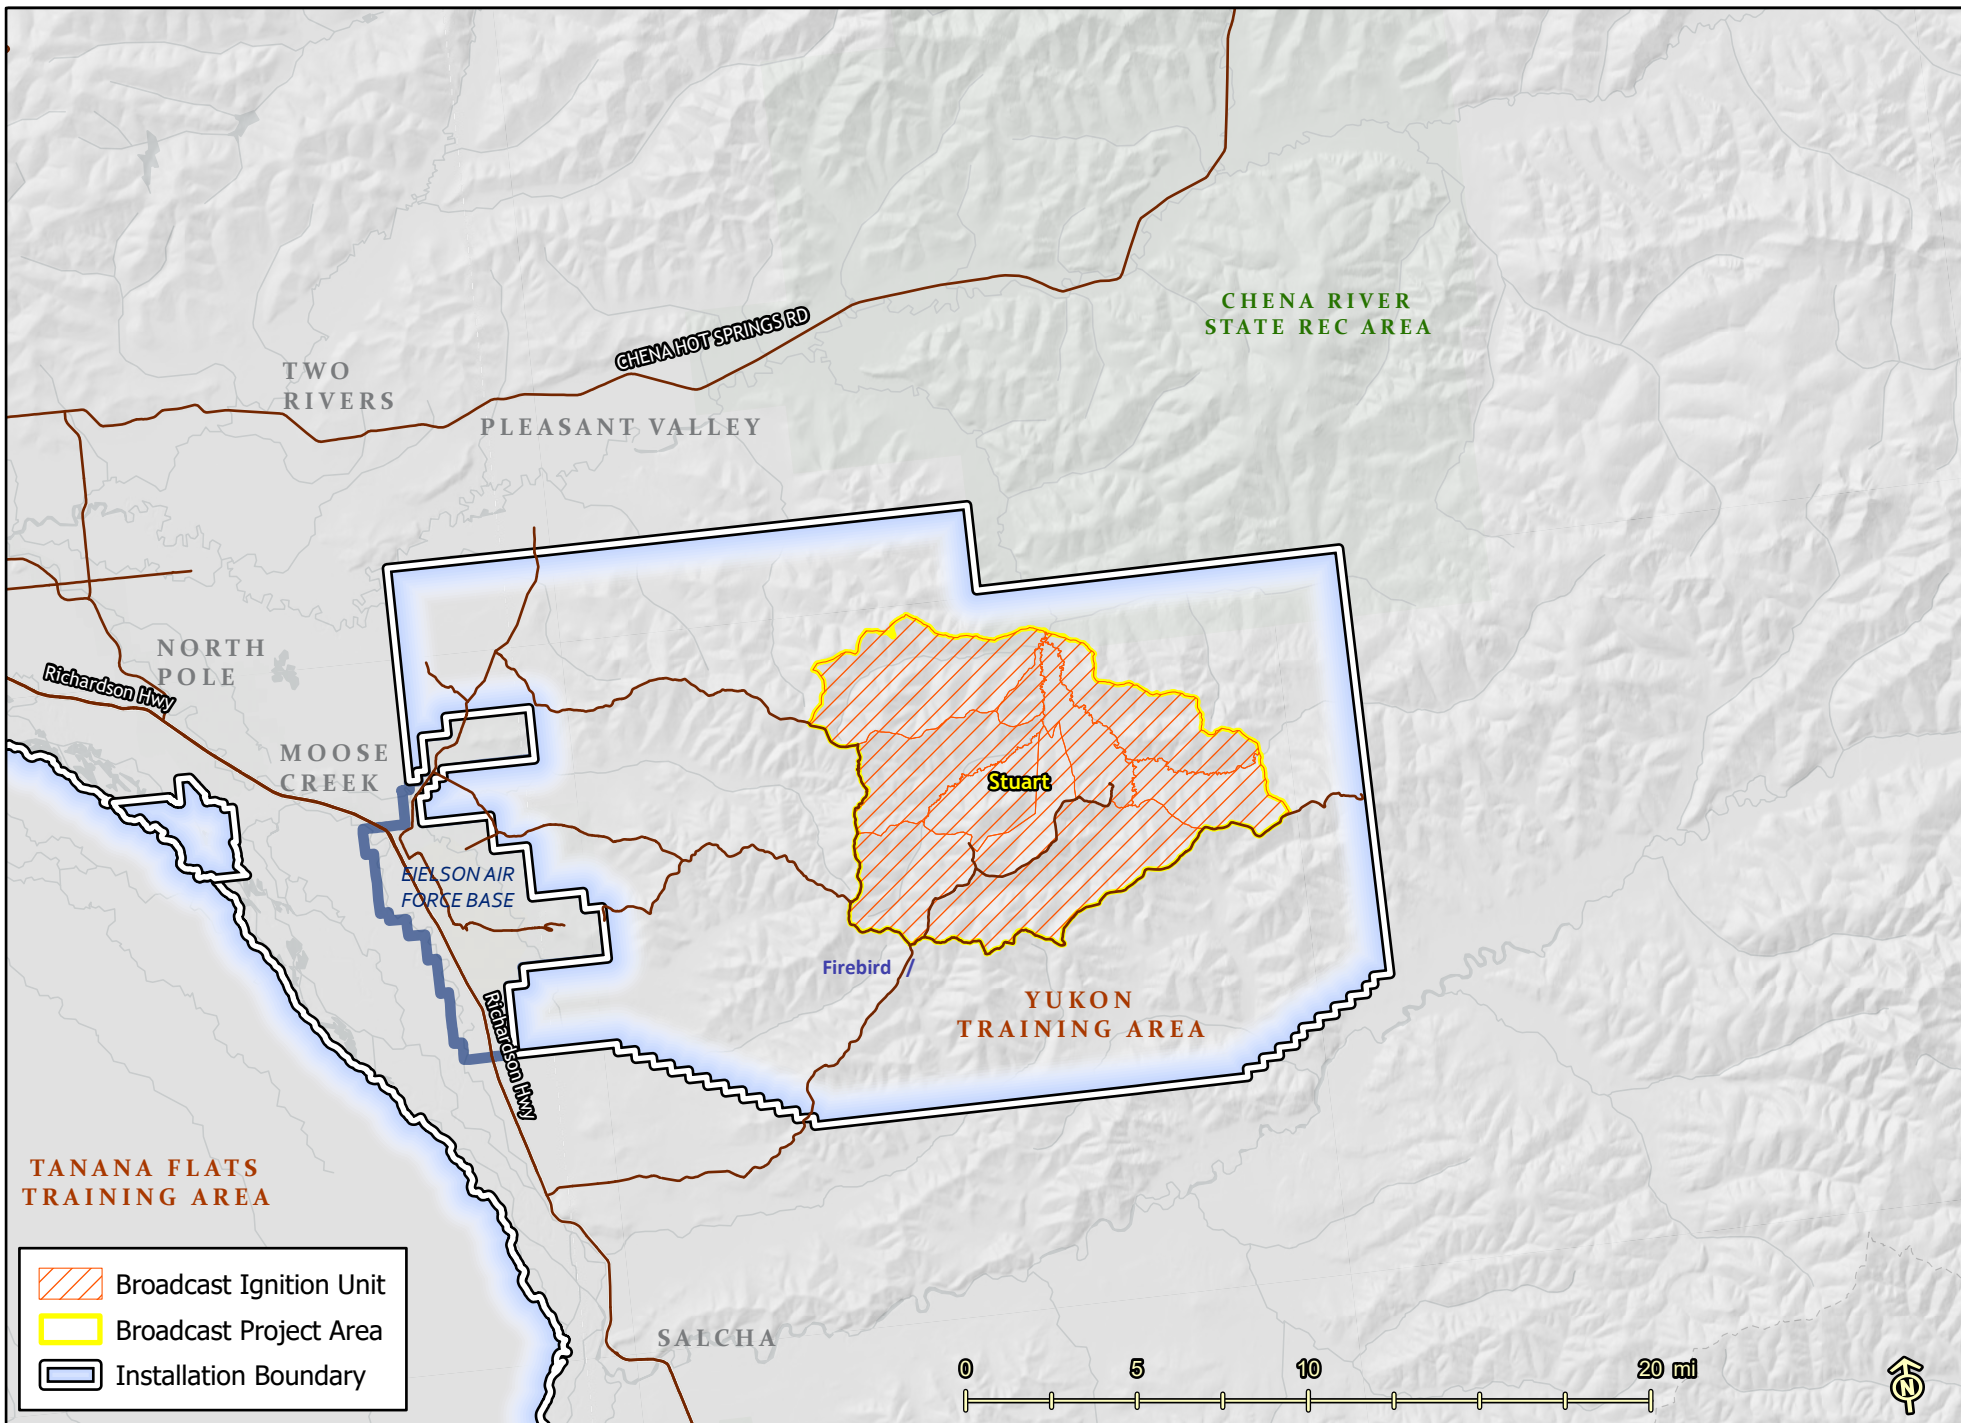 CHENA RIVER
STATE REC AREA
CHENA HOT SPRINGS RD
TWO
RIVERS
PLEASANT VALLEY
NORTH
POLE
Richardson Hwy
MOOSE
CREEK
Stuart
EIELSON AIR
FORCE BASE
Firebird /
YUKON
TRAINING AREA
Richardson Hwy
TANANA FLATS
TRAINING AREA
SALCHA
Broadcast Ignition Unit
Broadcast Project Area
Installation Boundary
0 5 10 20 mi
N